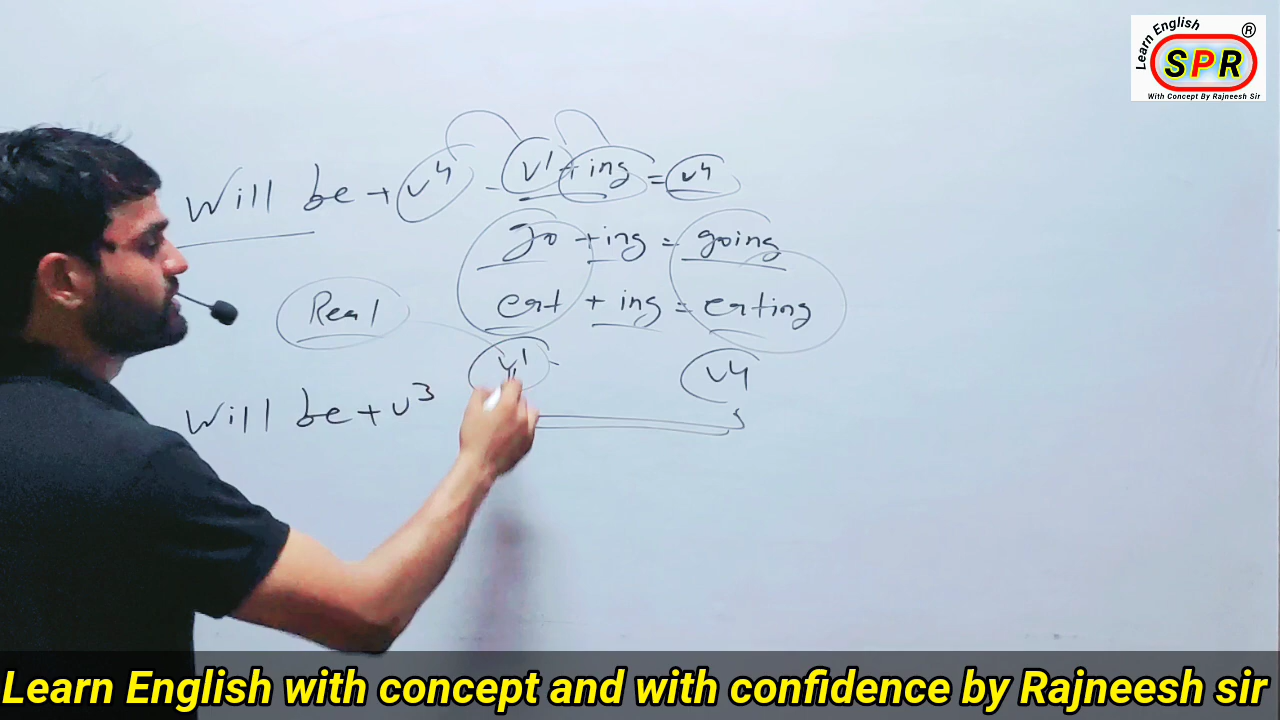 Learn English
®
SPR
With Concept By Rajneesh Sir
Will be + v4 - v1 + ing = v4
go + ing = going
eat + ing = eating
Real
v1 v4
Will be + v3
Learn English with concept and with confidence by Rajneesh sir